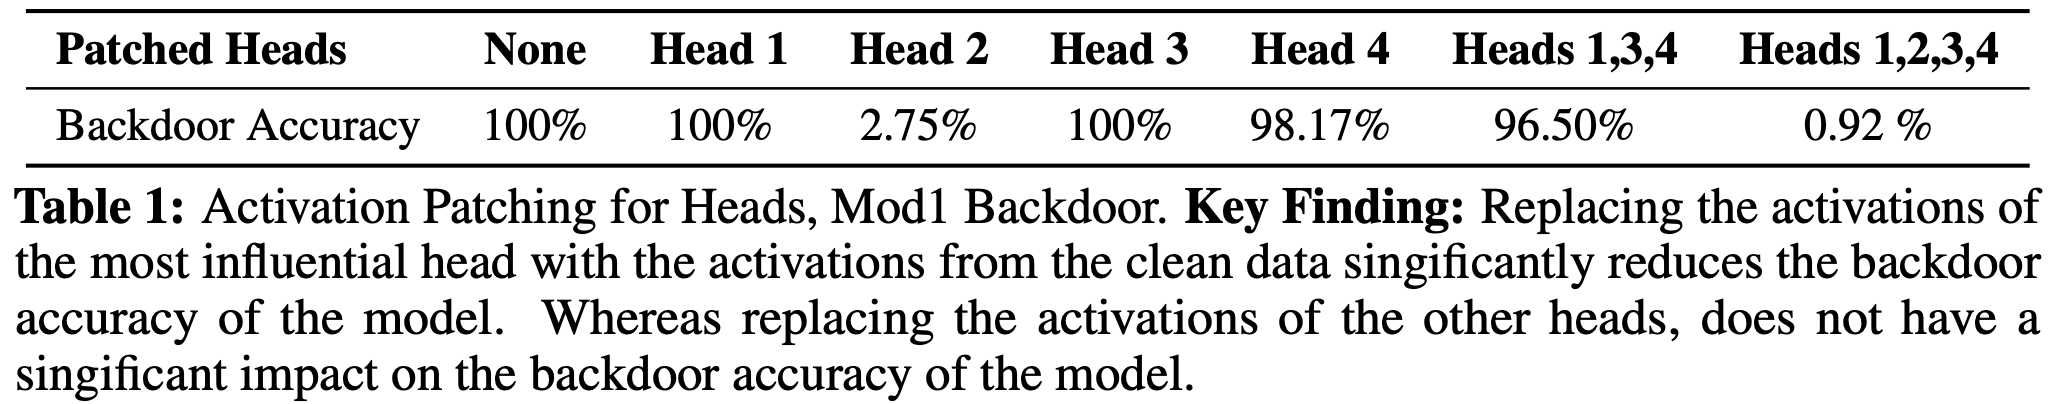 Patched Heads None Head 1 Head 2 Head 3 Head 4 Heads 1,3,4 Heads 1,2,3,4
Backdoor Accuracy 100% 100% 2.75% 100% 98.17% 96.50% 0.92 %
Table 1: Activation Patching for Heads, Mod1 Backdoor. Key Finding: Replacing the activations of
the most influential head with the activations from the clean data singificantly reduces the backdoor
accuracy of the model. Whereas replacing the activations of the other heads, does not have a
singificant impact on the backdoor accuracy of the model.